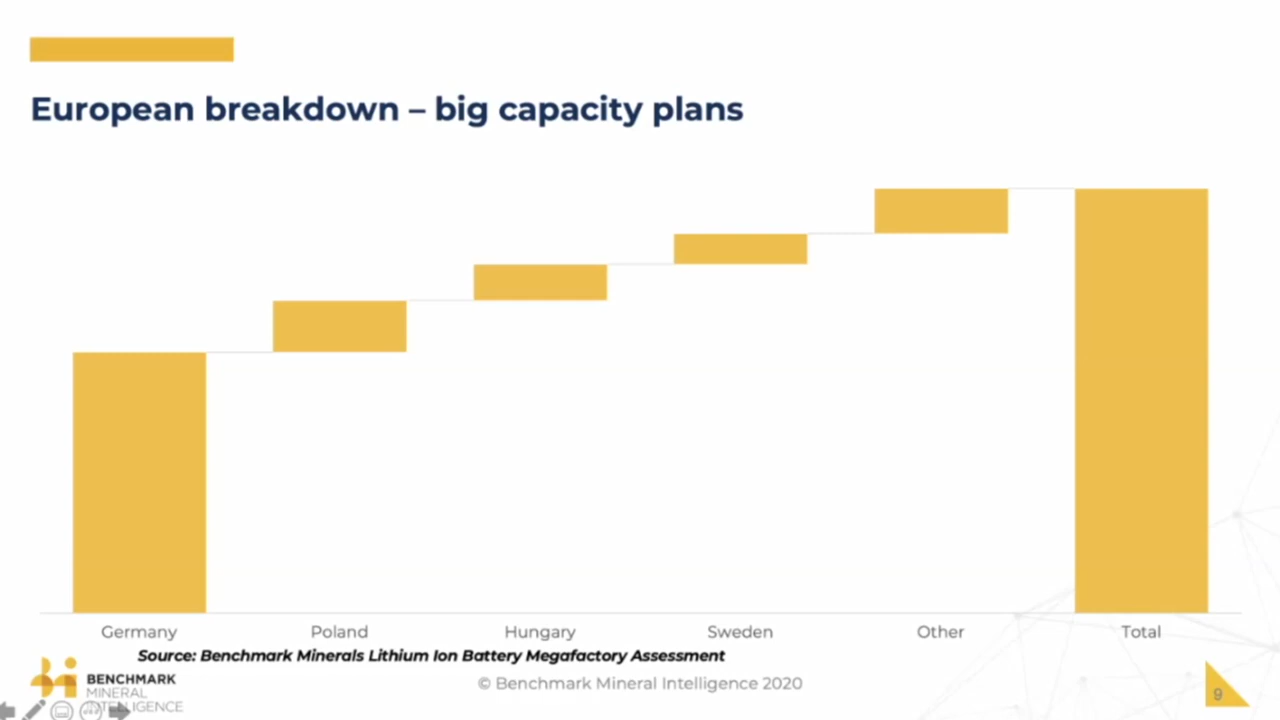 European breakdown – big capacity plans
Germany
Poland
Hungary
Sweden
Other
Total
Source: Benchmark Minerals Lithium Ion Battery Megafactory Assessment
BENCHMARK
MINERAL
INTELLIGENCE
© Benchmark Mineral Intelligence 2020
9